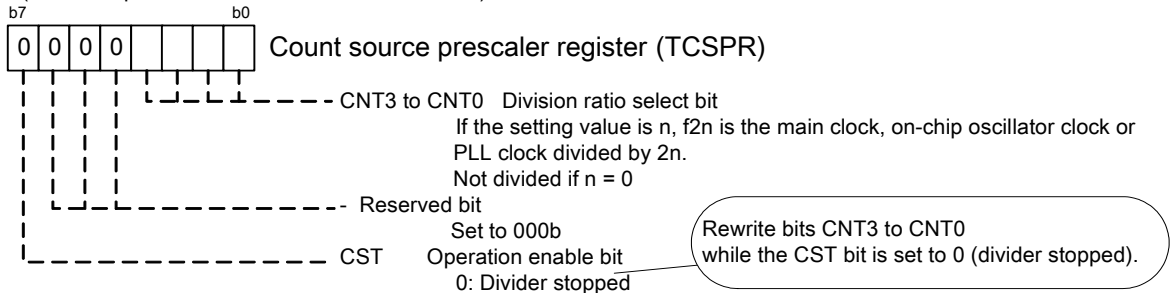 b7 b0
0 0 0 0 Count source prescaler register (TCSPR)
CNT3 to CNT0 Division ratio select bit
If the setting value is n, f2n is the main clock, on-chip oscillator clock or
PLL clock divided by 2n.
Not divided if n = 0
- Reserved bit
Set to 000b
CST Operation enable bit
0: Divider stopped
Rewrite bits CNT3 to CNT0
while the CST bit is set to 0 (divider stopped).